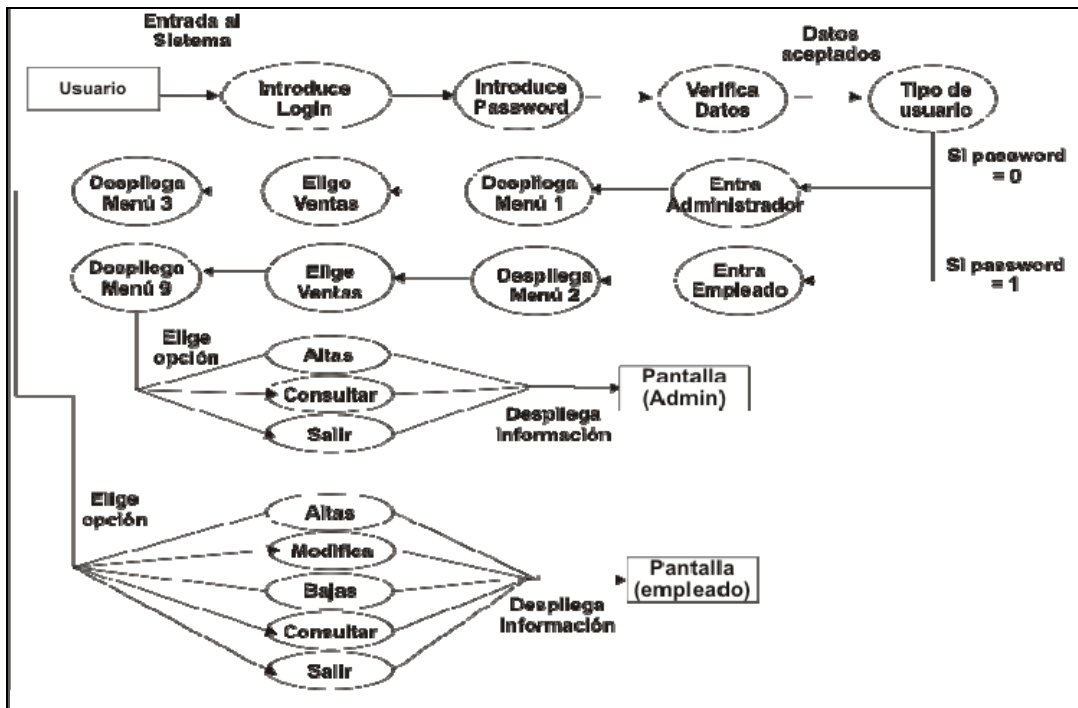 Entrada al
Sistema
Datos
aceptados
Usuario
Introduce
Login
Introduce
Password
Verifica
Datos
Tipo de
usuario
Si password
= 0
Despliega
Menú 3
Elige
Ventas
Despliega
Menú 1
Entra
Administrador
Despliega
Menú 9
Elige
Ventas
Despliega
Menú 2
Entra
Empleado
Si password
= 1
Elige
opción
Altas
Consultar
Salir
Despliega
Información
Pantalla
(Admin)
Elige
opción
Altas
Modifica
Bajas
Consultar
Salir
Despliega
Información
Pantalla
(empleado)